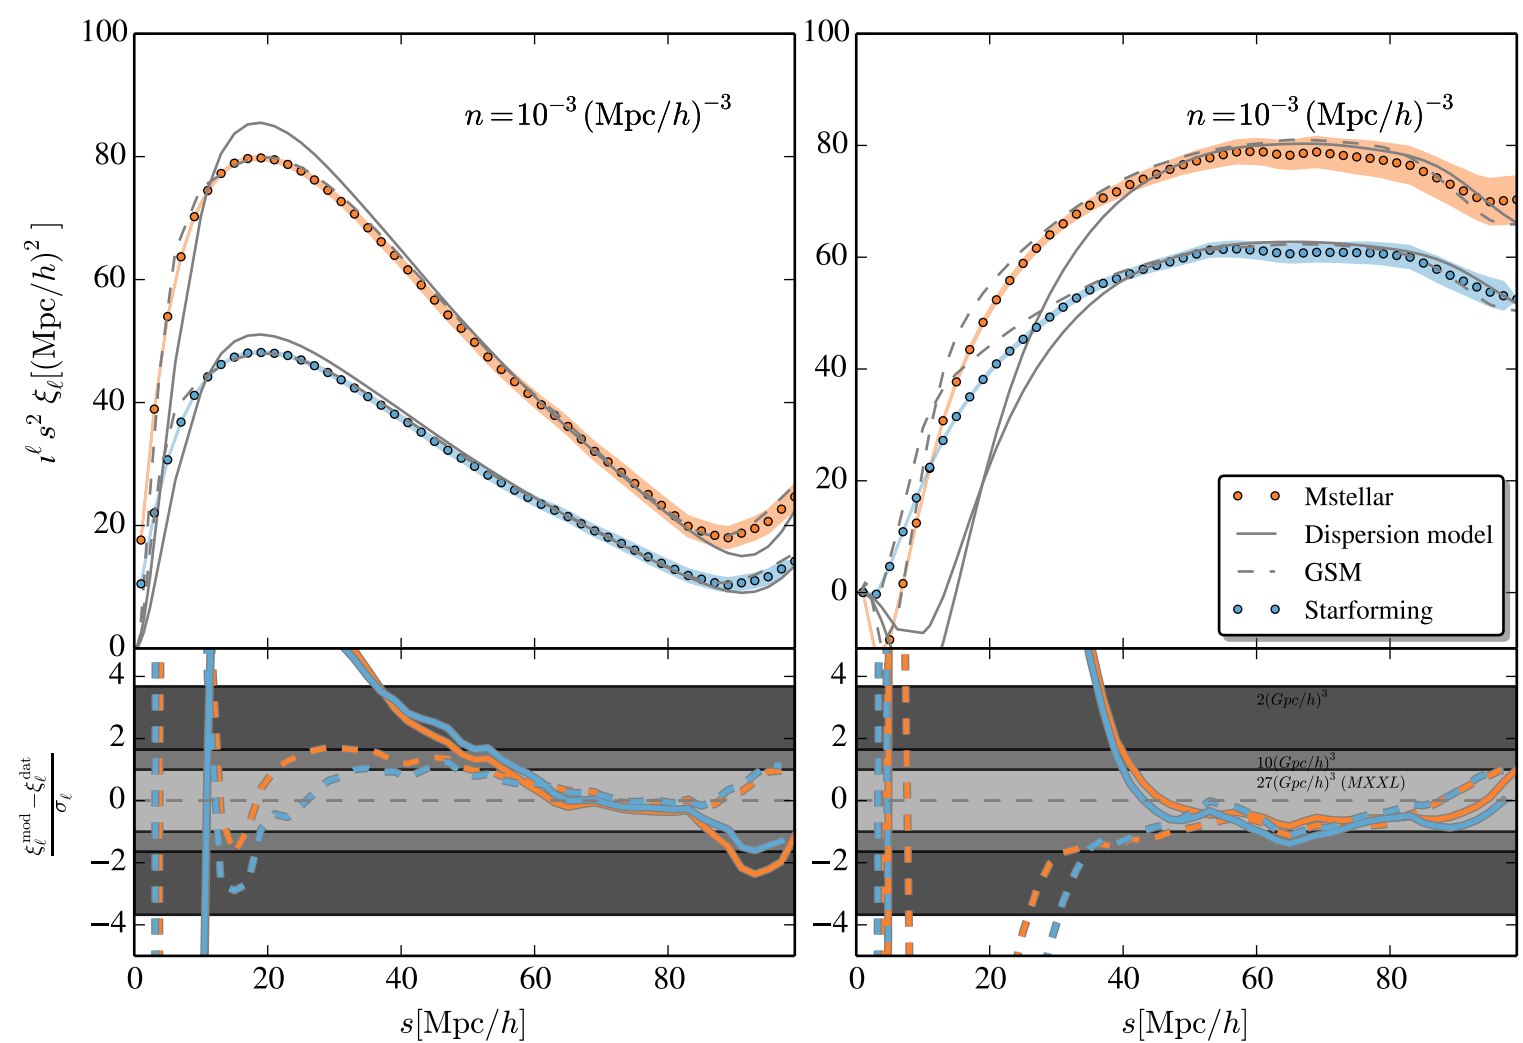 100
80
60
40
20
0
4
2
0
−2
−4
0 20 40 60 80
s[Mpc/h]
ı^ℓ s² ξ_ℓ[(Mpc/h)²]
(ξ_ℓ^mod − ξ_ℓ^dat)/σ_ℓ
n=10⁻³ (Mpc/h)⁻³
100
80
60
40
20
0
4
2
0
−2
−4
0 20 40 60 80
s[Mpc/h]
n=10⁻³ (Mpc/h)⁻³
Mstellar
Dispersion model
GSM
Starforming
2(Gpc/h)³
10(Gpc/h)³
27(Gpc/h)³ (MXXL)